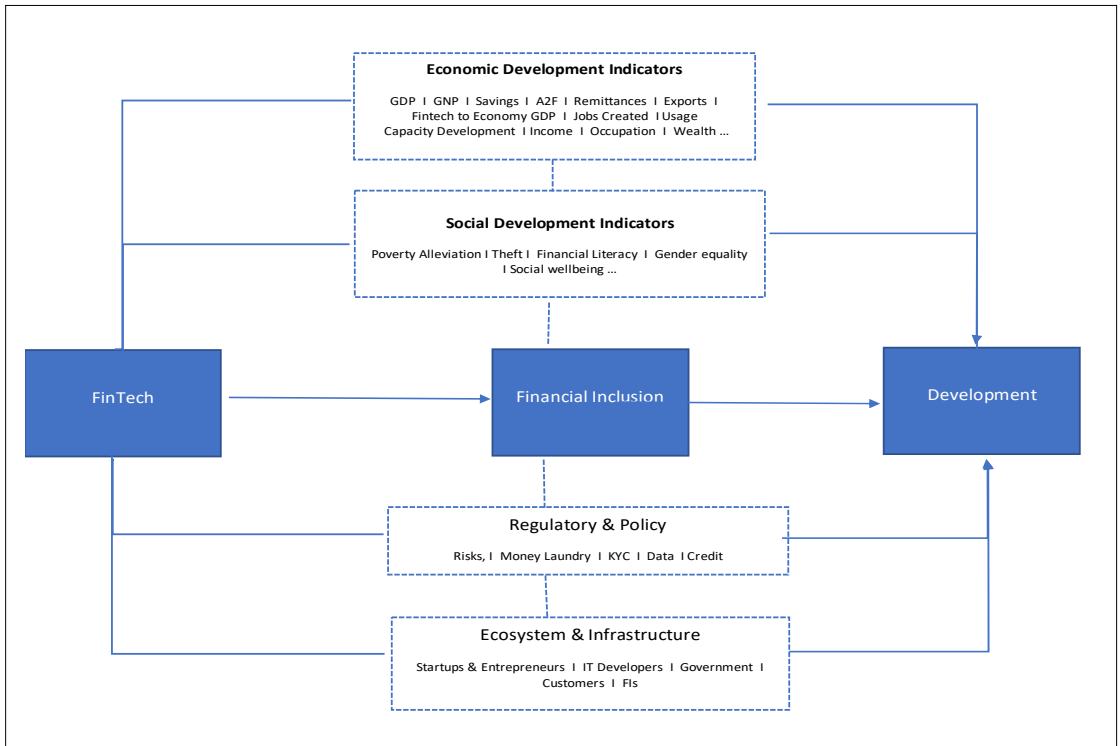 Economic Development Indicators
GDP I GNP I Savings I A2F I Remittances I Exports I
Fintech to Economy GDP I Jobs Created I Usage
Capacity Development I Income I Occupation I Wealth ...
Social Development Indicators
Poverty Alleviation I Theft I Financial Literacy I Gender equality
I Social wellbeing ...
FinTech
Financial Inclusion
Development
Regulatory & Policy
Risks, I Money Laundry I KYC I Data I Credit
Ecosystem & Infrastructure
Startups & Entrepreneurs I IT Developers I Government I
Customers I FIs